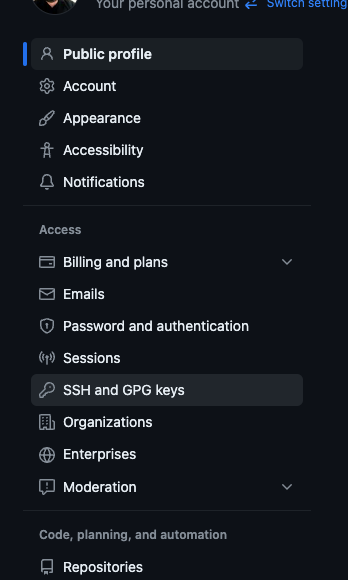 Your personal account Switch setting
Public profile
Account
Appearance
Accessibility
Notifications
Access
Billing and plans
Emails
Password and authentication
Sessions
SSH and GPG keys
Organizations
Enterprises
Moderation
Code, planning, and automation
Repositories